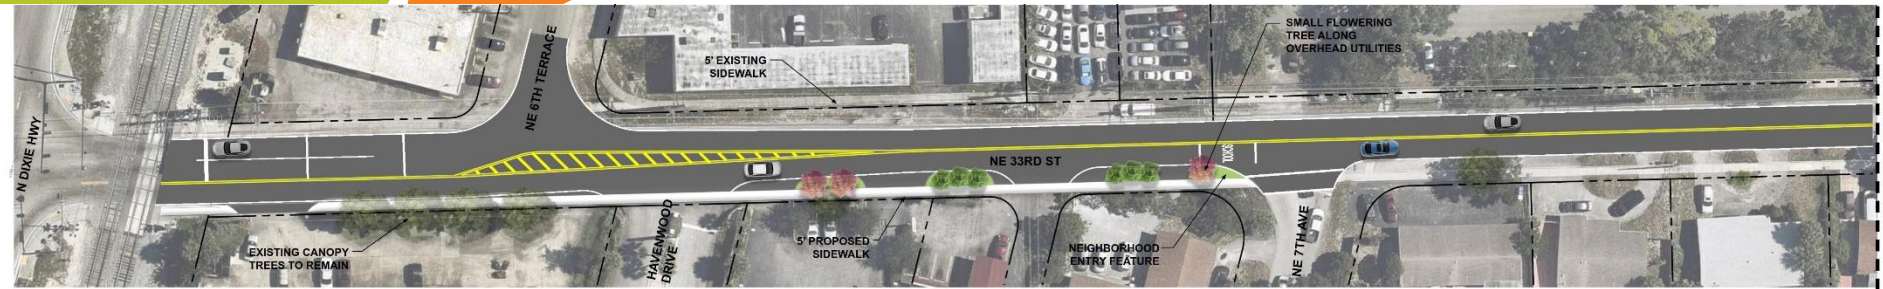 N DIXIE HWY
NE 6TH TERRACE
5' EXISTING
SIDEWALK
SMALL FLOWERING
TREE ALONG
OVERHEAD UTILITIES
NE 33RD ST
SCHOOL
EXISTING CANOPY
TREES TO REMAIN
HAVENWOOD
DRIVE
5' PROPOSED
SIDEWALK
NEIGHBORHOOD
ENTRY FEATURE
NE 7TH AVE